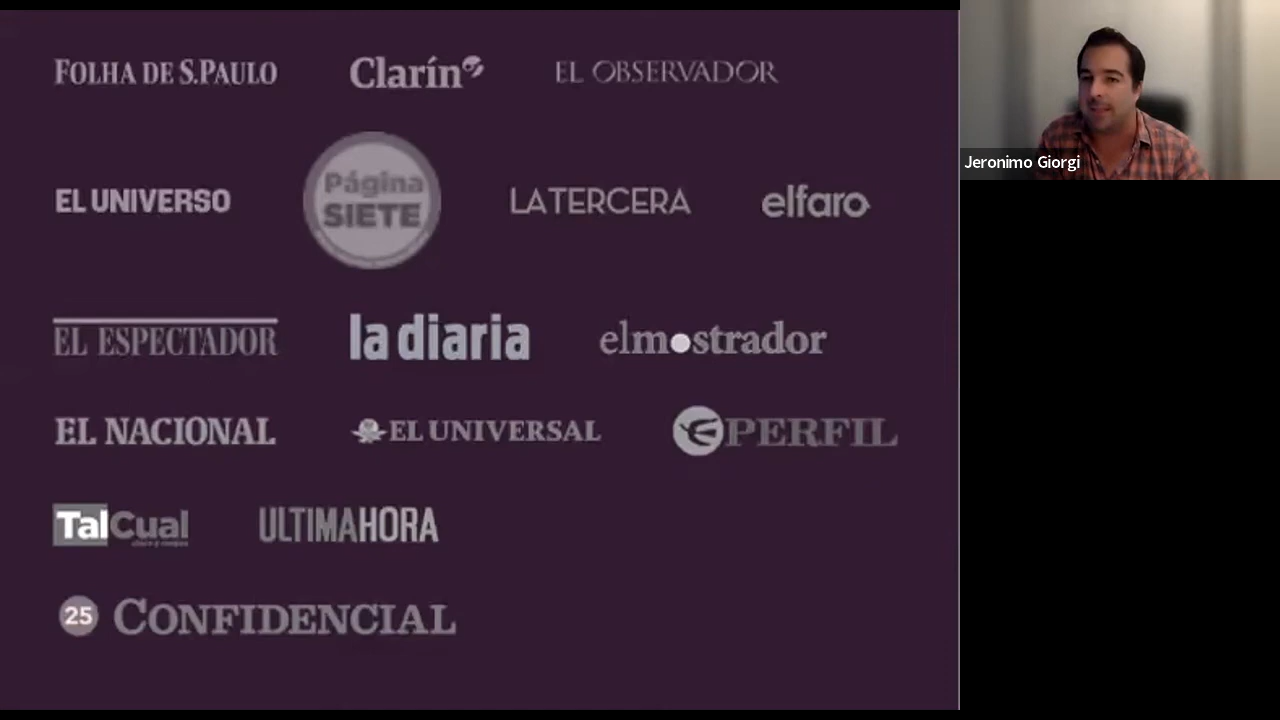 FOLHA DE S.PAULO
Clarín
EL OBSERVADOR
Jeronimo Giorgi
EL UNIVERSO
Página
SIETE
LATERCERA
elfaro
EL ESPECTADOR
la diaria
elmostrador
EL NACIONAL
EL UNIVERSAL
PERFIL
TalCual
ULTIMAHORA
25 CONFIDENCIAL